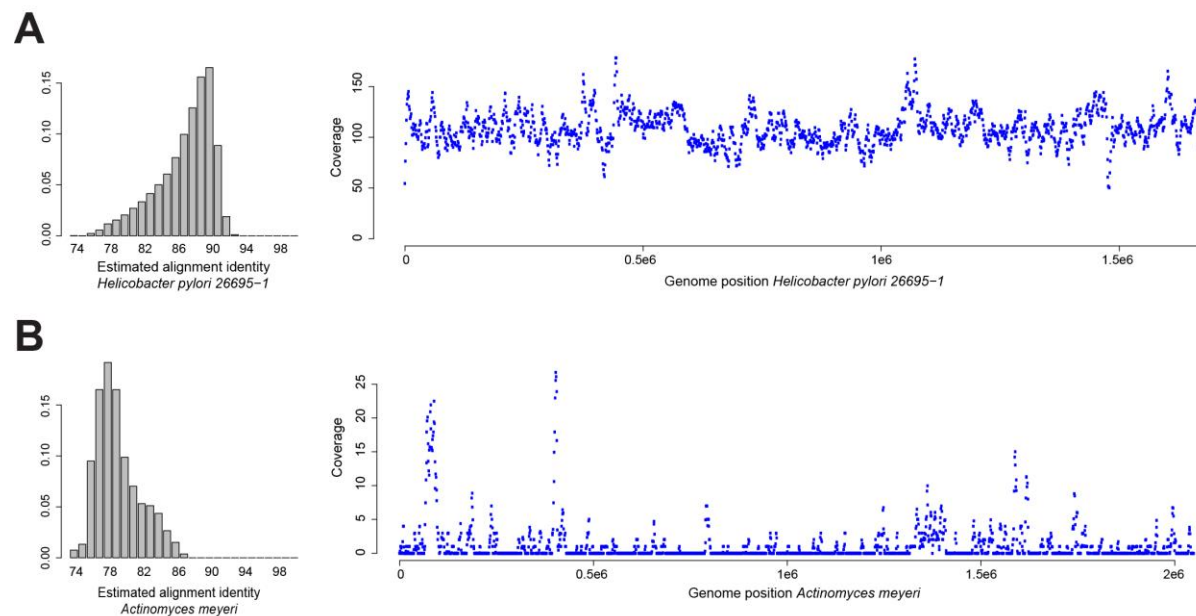 A
0.00 0.05 0.10 0.15
74 78 82 86 90 94 98
Estimated alignment identity
Helicobacter pylori 26695−1
Coverage
0 50 100 150
0 0.5e6 1e6 1.5e6
Genome position Helicobacter pylori 26695−1
B
0.00 0.05 0.10 0.15
74 78 82 86 90 94 98
Estimated alignment identity
Actinomyces meyeri
Coverage
0 5 10 15 20 25
0 0.5e6 1e6 1.5e6 2e6
Genome position Actinomyces meyeri